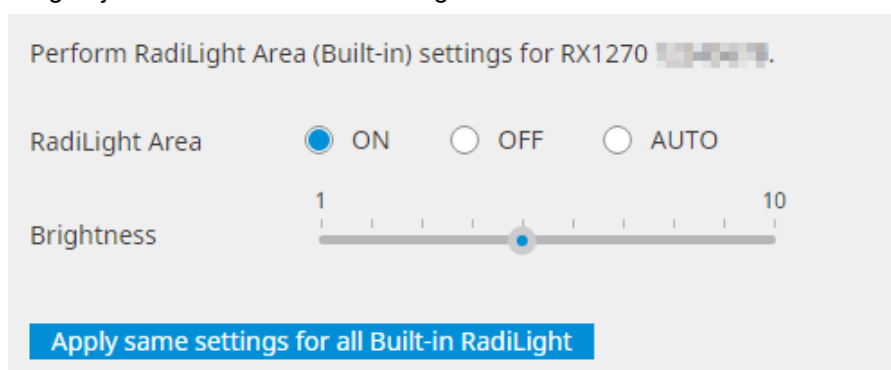 Perform RadiLight Area (Built-in) settings for RX1270 .
RadiLight Area ON OFF AUTO
1 10
Brightness
Apply same settings for all Built-in RadiLight